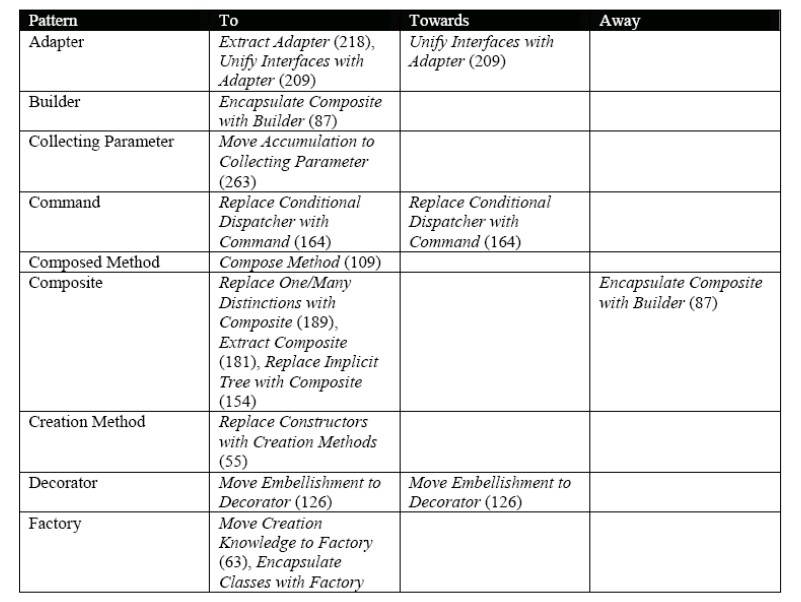 Pattern To Towards Away
Adapter
Extract Adapter (218),
Unify Interfaces with
Adapter (209)
Unify Interfaces with
Adapter (209)
Builder
Encapsulate Composite
with Builder (87)
Collecting Parameter
Move Accumulation to
Collecting Parameter
(263)
Command
Replace Conditional
Dispatcher with
Command (164)
Replace Conditional
Dispatcher with
Command (164)
Composed Method
Compose Method (109)
Composite
Replace One/Many
Distinctions with
Composite (189),
Extract Composite
(181), Replace Implicit
Tree with Composite
(154)
Encapsulate Composite
with Builder (87)
Creation Method
Replace Constructors
with Creation Methods
(55)
Decorator
Move Embellishment to
Decorator (126)
Move Embellishment to
Decorator (126)
Factory
Move Creation
Knowledge to Factory
(63), Encapsulate
Classes with Factory